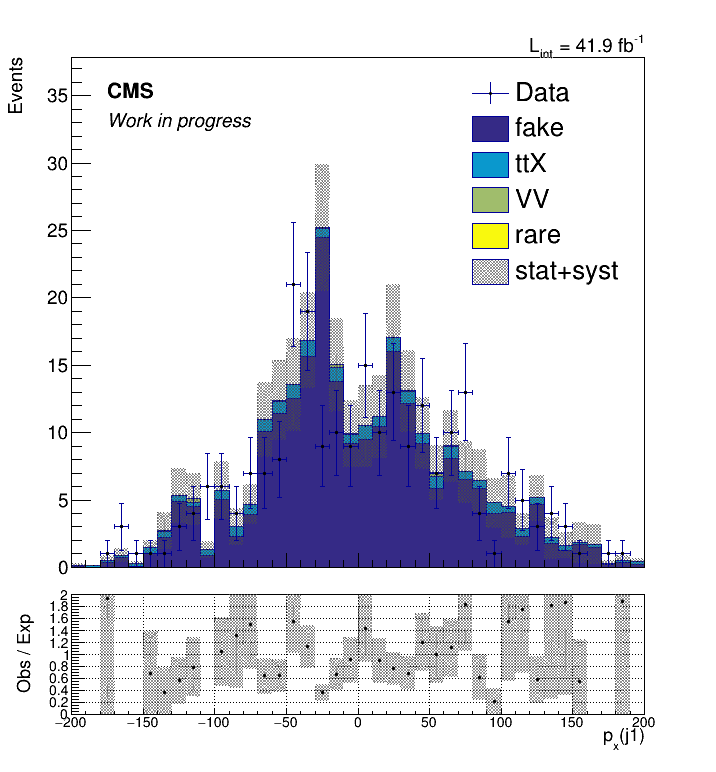 L_int = 41.9 fb^-1
Events
CMS
Work in progress
Data
fake
ttX
VV
rare
stat+syst
35
30
25
20
15
10
5
0
Obs / Exp
2
1.8
1.6
1.4
1.2
1
0.8
0.6
0.4
0.2
0
−200 −150 −100 −50 0 50 100 150 200
p_x(j1)